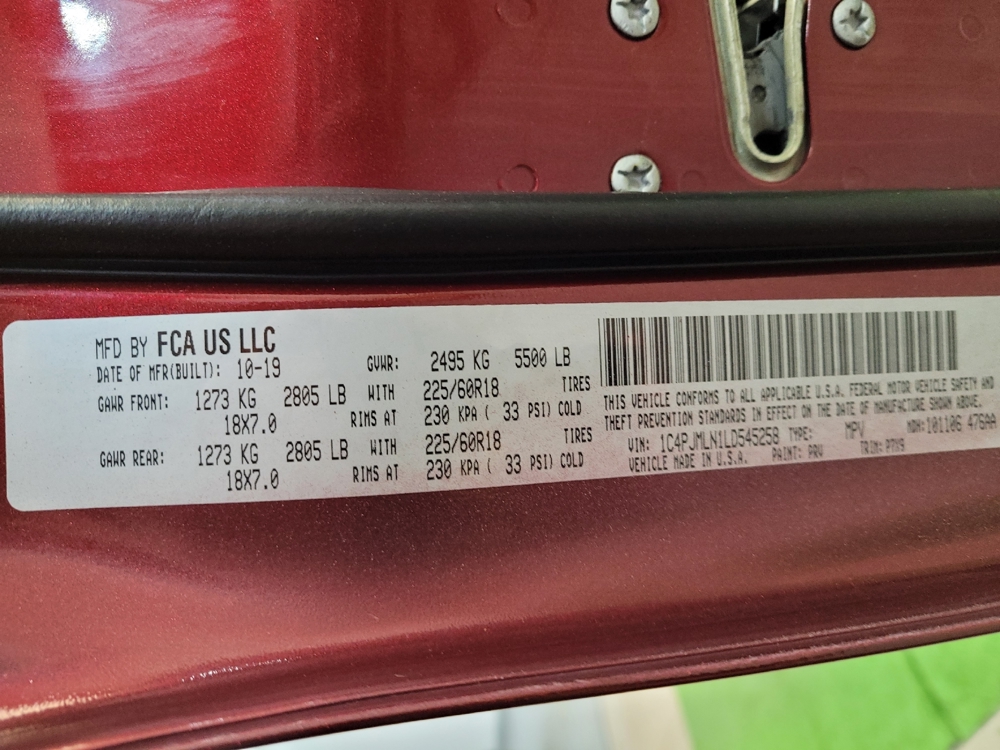 MFD BY FCA US LLC
DATE OF MFR(BUILT): 10-19 GVWR: 2495 KG 5500 LB
GAWR FRONT: 1273 KG 2805 LB WITH 225/60R18 TIRES
18X7.0 RIMS AT 230 KPA ( 33 PSI) COLD
GAWR REAR: 1273 KG 2805 LB WITH 225/60R18 TIRES
18X7.0 RIMS AT 230 KPA ( 33 PSI) COLD
THIS VEHICLE CONFORMS TO ALL APPLICABLE U.S.A. FEDERAL MOTOR VEHICLE SAFETY AND
THEFT PREVENTION STANDARDS IN EFFECT ON THE DATE OF MANUFACTURE SHOWN ABOVE.
VIN: 1C4PJMLN1LD545258 TYPE: MPV MDH:101106 476AA
VEHICLE MADE IN U.S.A. PAINT: PRV TRIM: